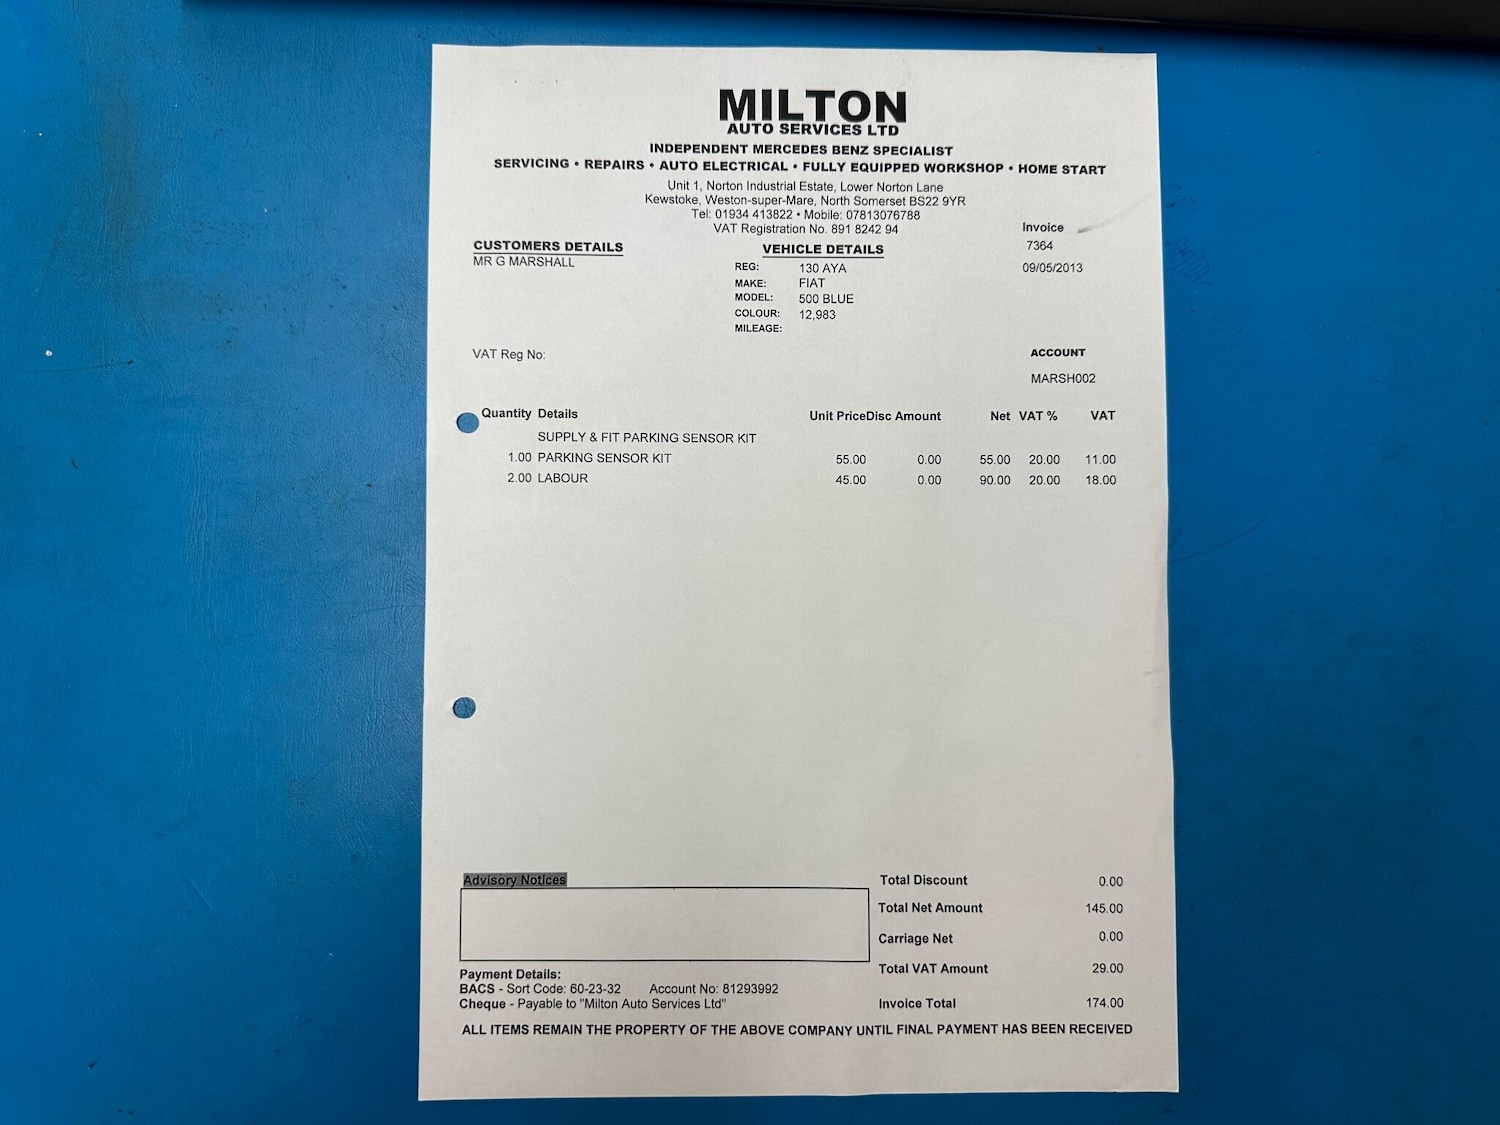 MILTON
AUTO SERVICES LTD
INDEPENDENT MERCEDES BENZ SPECIALIST
SERVICING • REPAIRS • AUTO ELECTRICAL • FULLY EQUIPPED WORKSHOP • HOME START
Unit 1, Norton Industrial Estate, Lower Norton Lane
Kewstoke, Weston-super-Mare, North Somerset BS22 9YR
Tel: 01934 413822 • Mobile: 07813076788
VAT Registration No. 891 8242 94
Invoice
7364
09/05/2013
CUSTOMERS DETAILS
MR G MARSHALL
VEHICLE DETAILS
REG: 130 AYA
MAKE: FIAT
MODEL: 500 BLUE
COLOUR: 12,983
MILEAGE:
VAT Reg No:
ACCOUNT
MARSH002
Quantity Details Unit PriceDisc Amount Net VAT % VAT
SUPPLY & FIT PARKING SENSOR KIT
1.00 PARKING SENSOR KIT 55.00 0.00 55.00 20.00 11.00
2.00 LABOUR 45.00 0.00 90.00 20.00 18.00
Advisory Notices
Total Discount 0.00
Total Net Amount 145.00
Carriage Net 0.00
Total VAT Amount 29.00
Invoice Total 174.00
Payment Details:
BACS - Sort Code: 60-23-32 Account No: 81293992
Cheque - Payable to "Milton Auto Services Ltd"
ALL ITEMS REMAIN THE PROPERTY OF THE ABOVE COMPANY UNTIL FINAL PAYMENT HAS BEEN RECEIVED